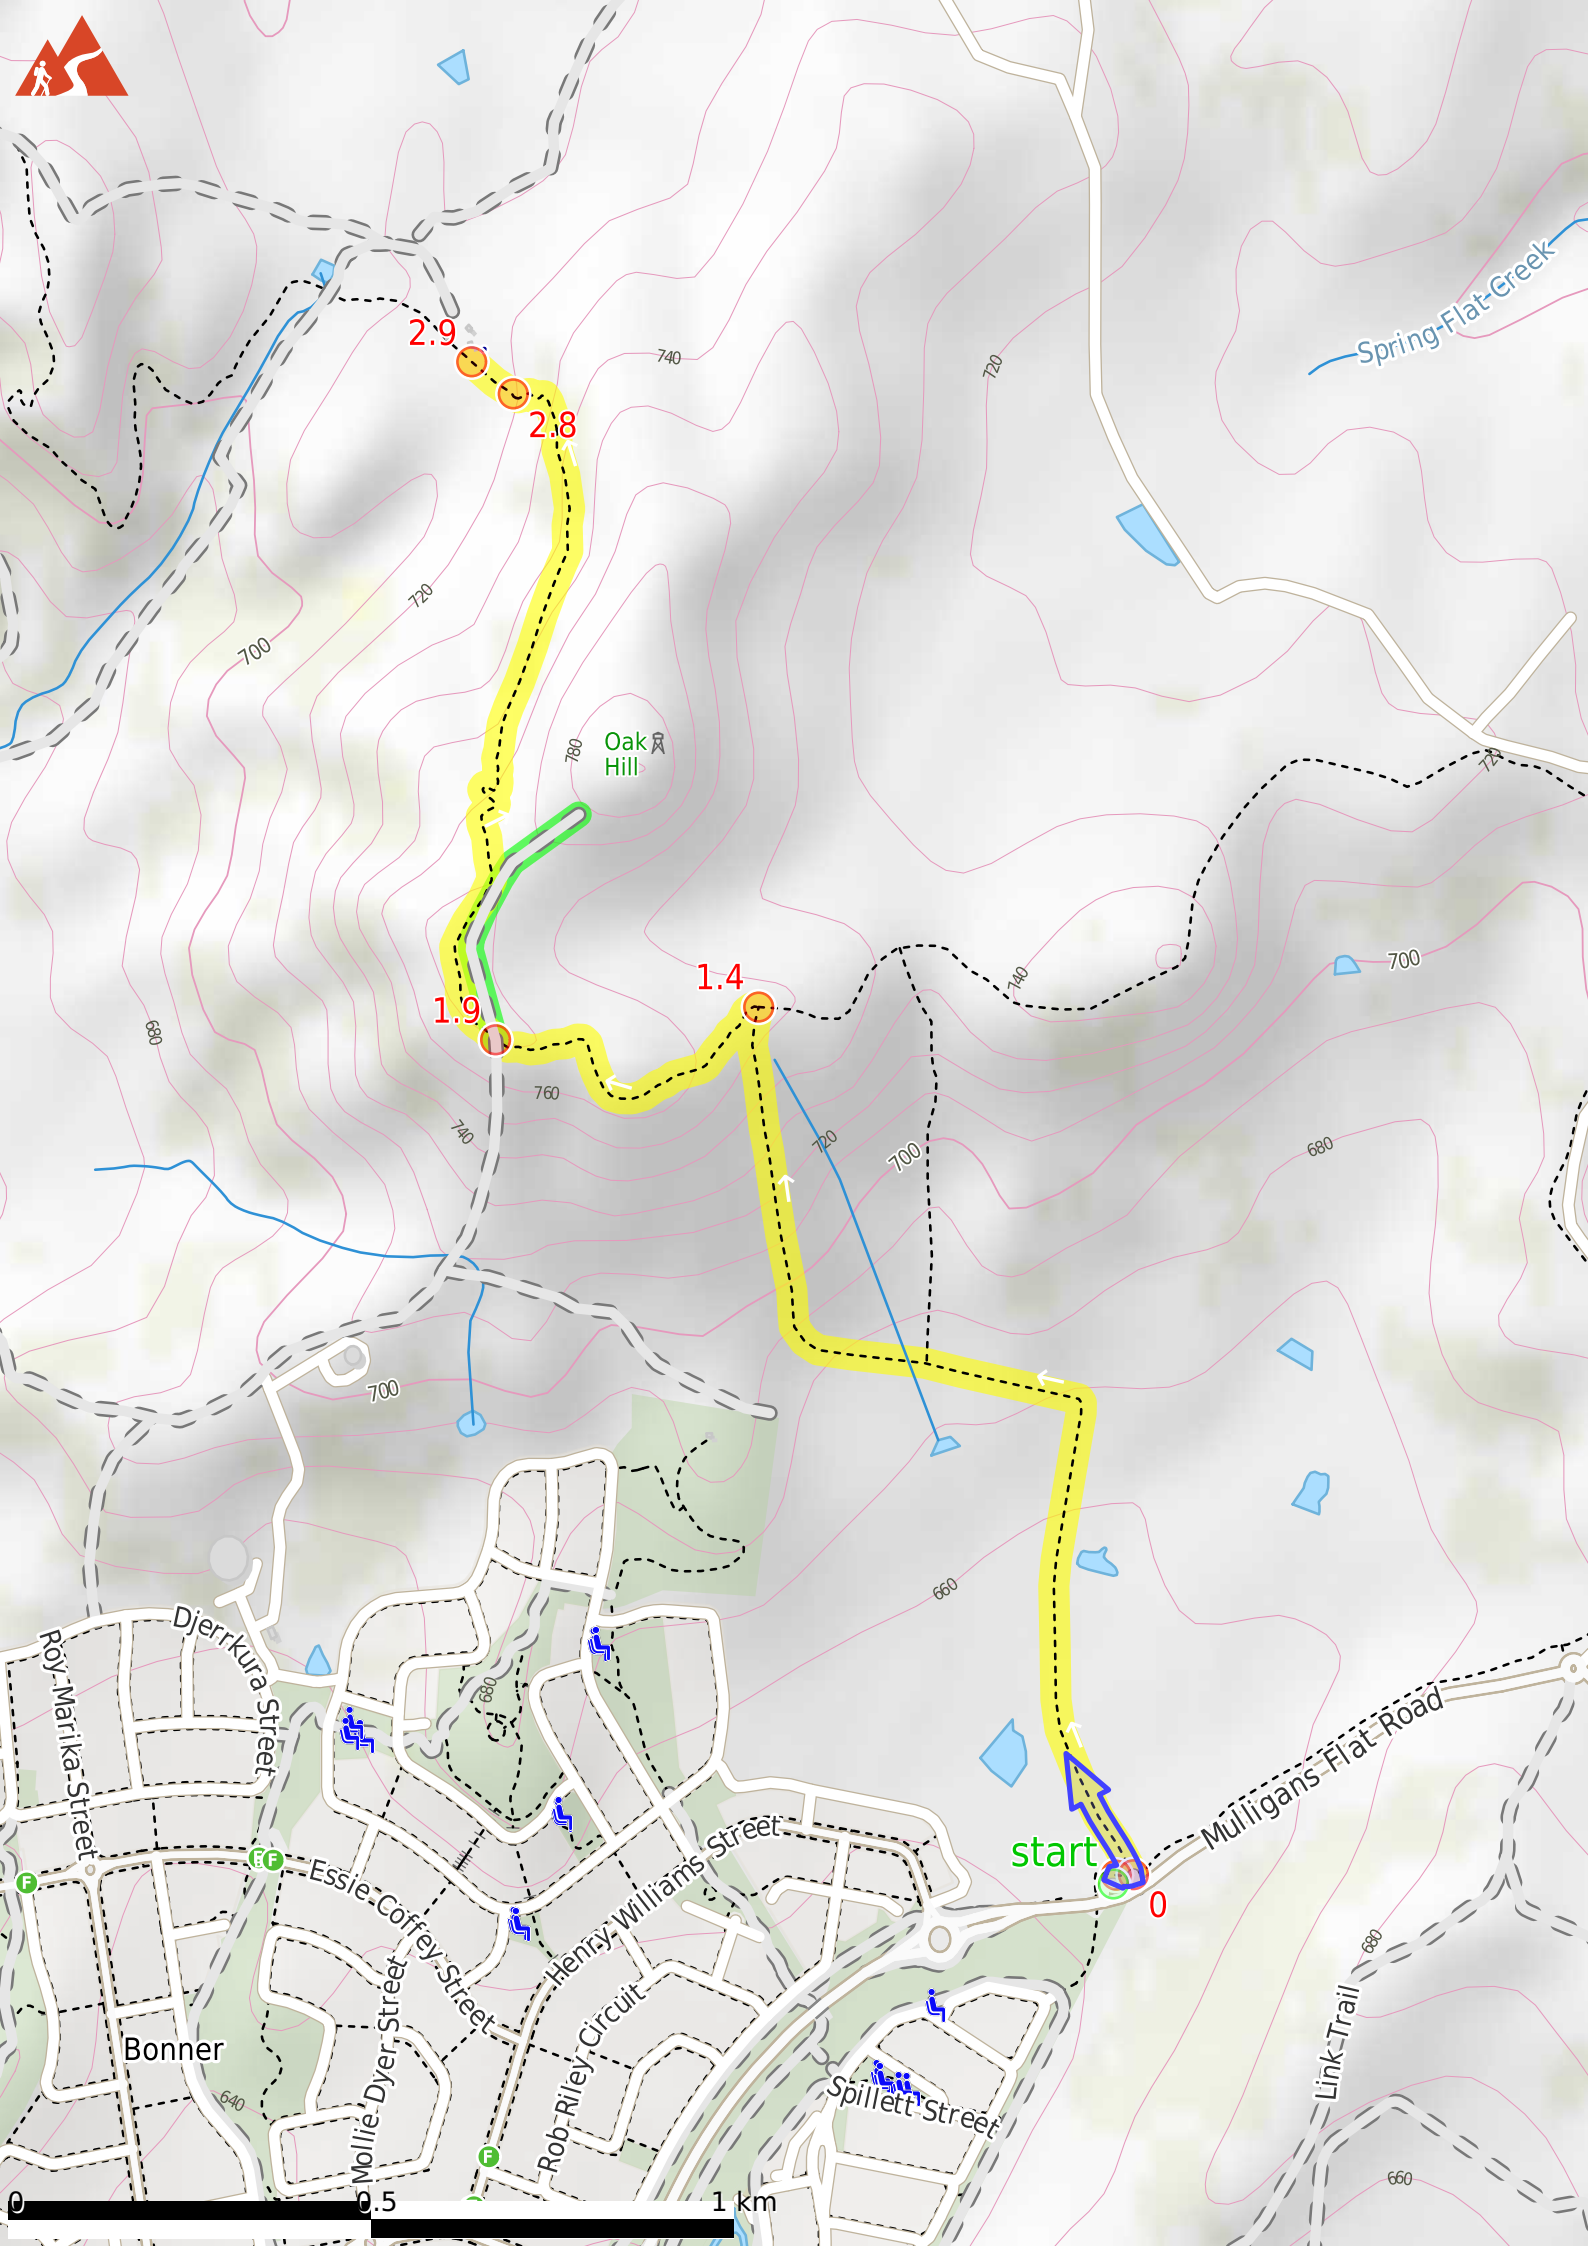 2.9
740
720
Spring Flat Creek
2.8
720
700
Oak
Hill
780
720
1.4
740
700
1.9
680
760
740
720
700
680
700
660
Djerrkura Street
Roy Marika Street
680
Mulligans Flat Road
start
0
Essie Coffey Street
Henry Williams Street
F
F
680
Mollie Dyer Street
Rob Riley Circuit
Link Trail
Bonner
640
Spillett Street
F
660
0
0.5
1 km